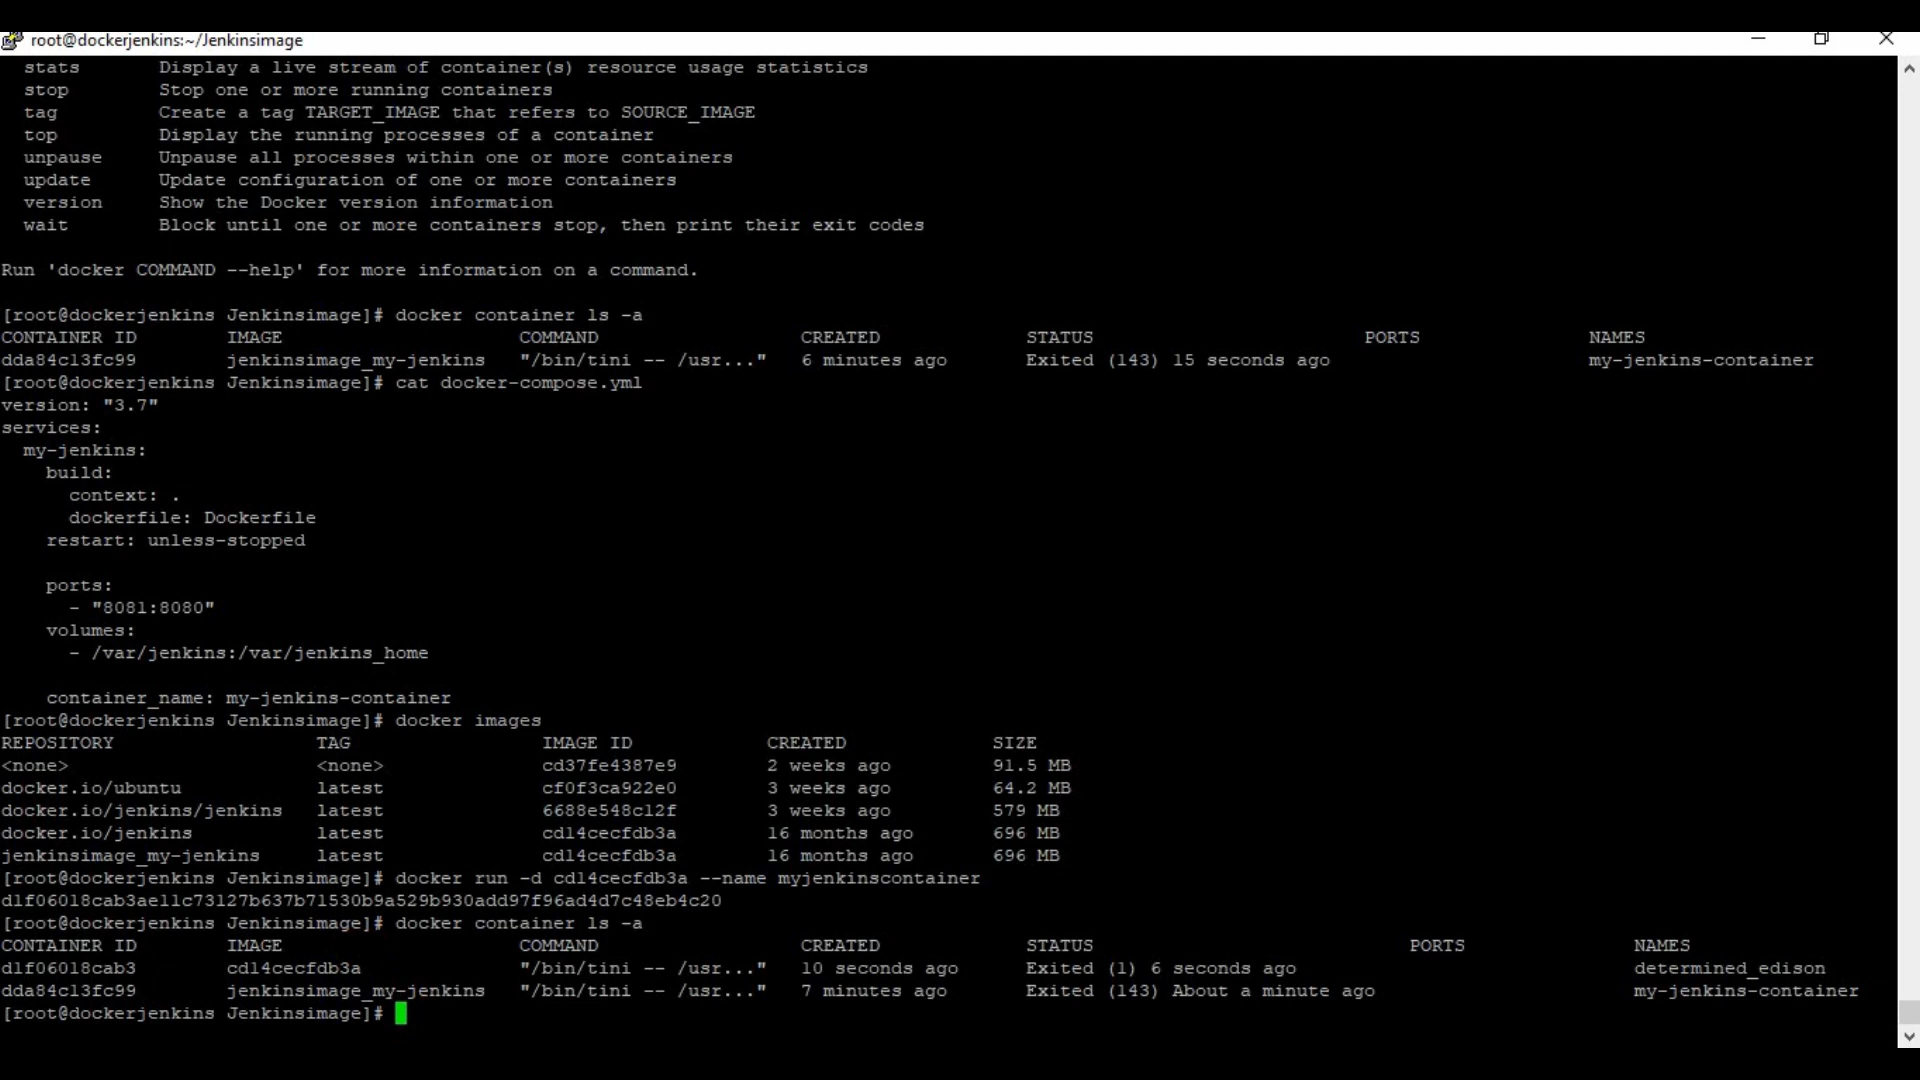 root@dockerjenkins:~/Jenkinsimage
stats Display a live stream of container(s) resource usage statistics
stop Stop one or more running containers
tag Create a tag TARGET_IMAGE that refers to SOURCE_IMAGE
top Display the running processes of a container
unpause Unpause all processes within one or more containers
update Update configuration of one or more containers
version Show the Docker version information
wait Block until one or more containers stop, then print their exit codes
Run 'docker COMMAND --help' for more information on a command.
[root@dockerjenkins Jenkinsimage]# docker container ls -a
CONTAINER ID IMAGE COMMAND CREATED STATUS PORTS NAMES
dda84c13fc99 jenkinsimage_my-jenkins "/bin/tini -- /usr..." 6 minutes ago Exited (143) 15 seconds ago my-jenkins-container
[root@dockerjenkins Jenkinsimage]# cat docker-compose.yml
version: "3.7"
services:
my-jenkins:
build:
context: .
dockerfile: Dockerfile
restart: unless-stopped
ports:
- "8081:8080"
volumes:
- /var/jenkins:/var/jenkins_home
container_name: my-jenkins-container
[root@dockerjenkins Jenkinsimage]# docker images
REPOSITORY TAG IMAGE ID CREATED SIZE
<none> <none> cd37fe4387e9 2 weeks ago 91.5 MB
docker.io/ubuntu latest cf0f3ca922e0 3 weeks ago 64.2 MB
docker.io/jenkins/jenkins latest 6688e548c12f 3 weeks ago 579 MB
docker.io/jenkins latest cd14cecfdb3a 16 months ago 696 MB
jenkinsimage_my-jenkins latest cd14cecfdb3a 16 months ago 696 MB
[root@dockerjenkins Jenkinsimage]# docker run -d cd14cecfdb3a --name myjenkinscontainer
d1f06018cab3ae11c73127b637b71530b9a529b930add97f96ad4d7c48eb4c20
[root@dockerjenkins Jenkinsimage]# docker container ls -a
CONTAINER ID IMAGE COMMAND CREATED STATUS PORTS NAMES
d1f06018cab3 cd14cecfdb3a "/bin/tini -- /usr..." 10 seconds ago Exited (1) 6 seconds ago determined_edison
dda84c13fc99 jenkinsimage_my-jenkins "/bin/tini -- /usr..." 7 minutes ago Exited (143) About a minute ago my-jenkins-container
[root@dockerjenkins Jenkinsimage]#